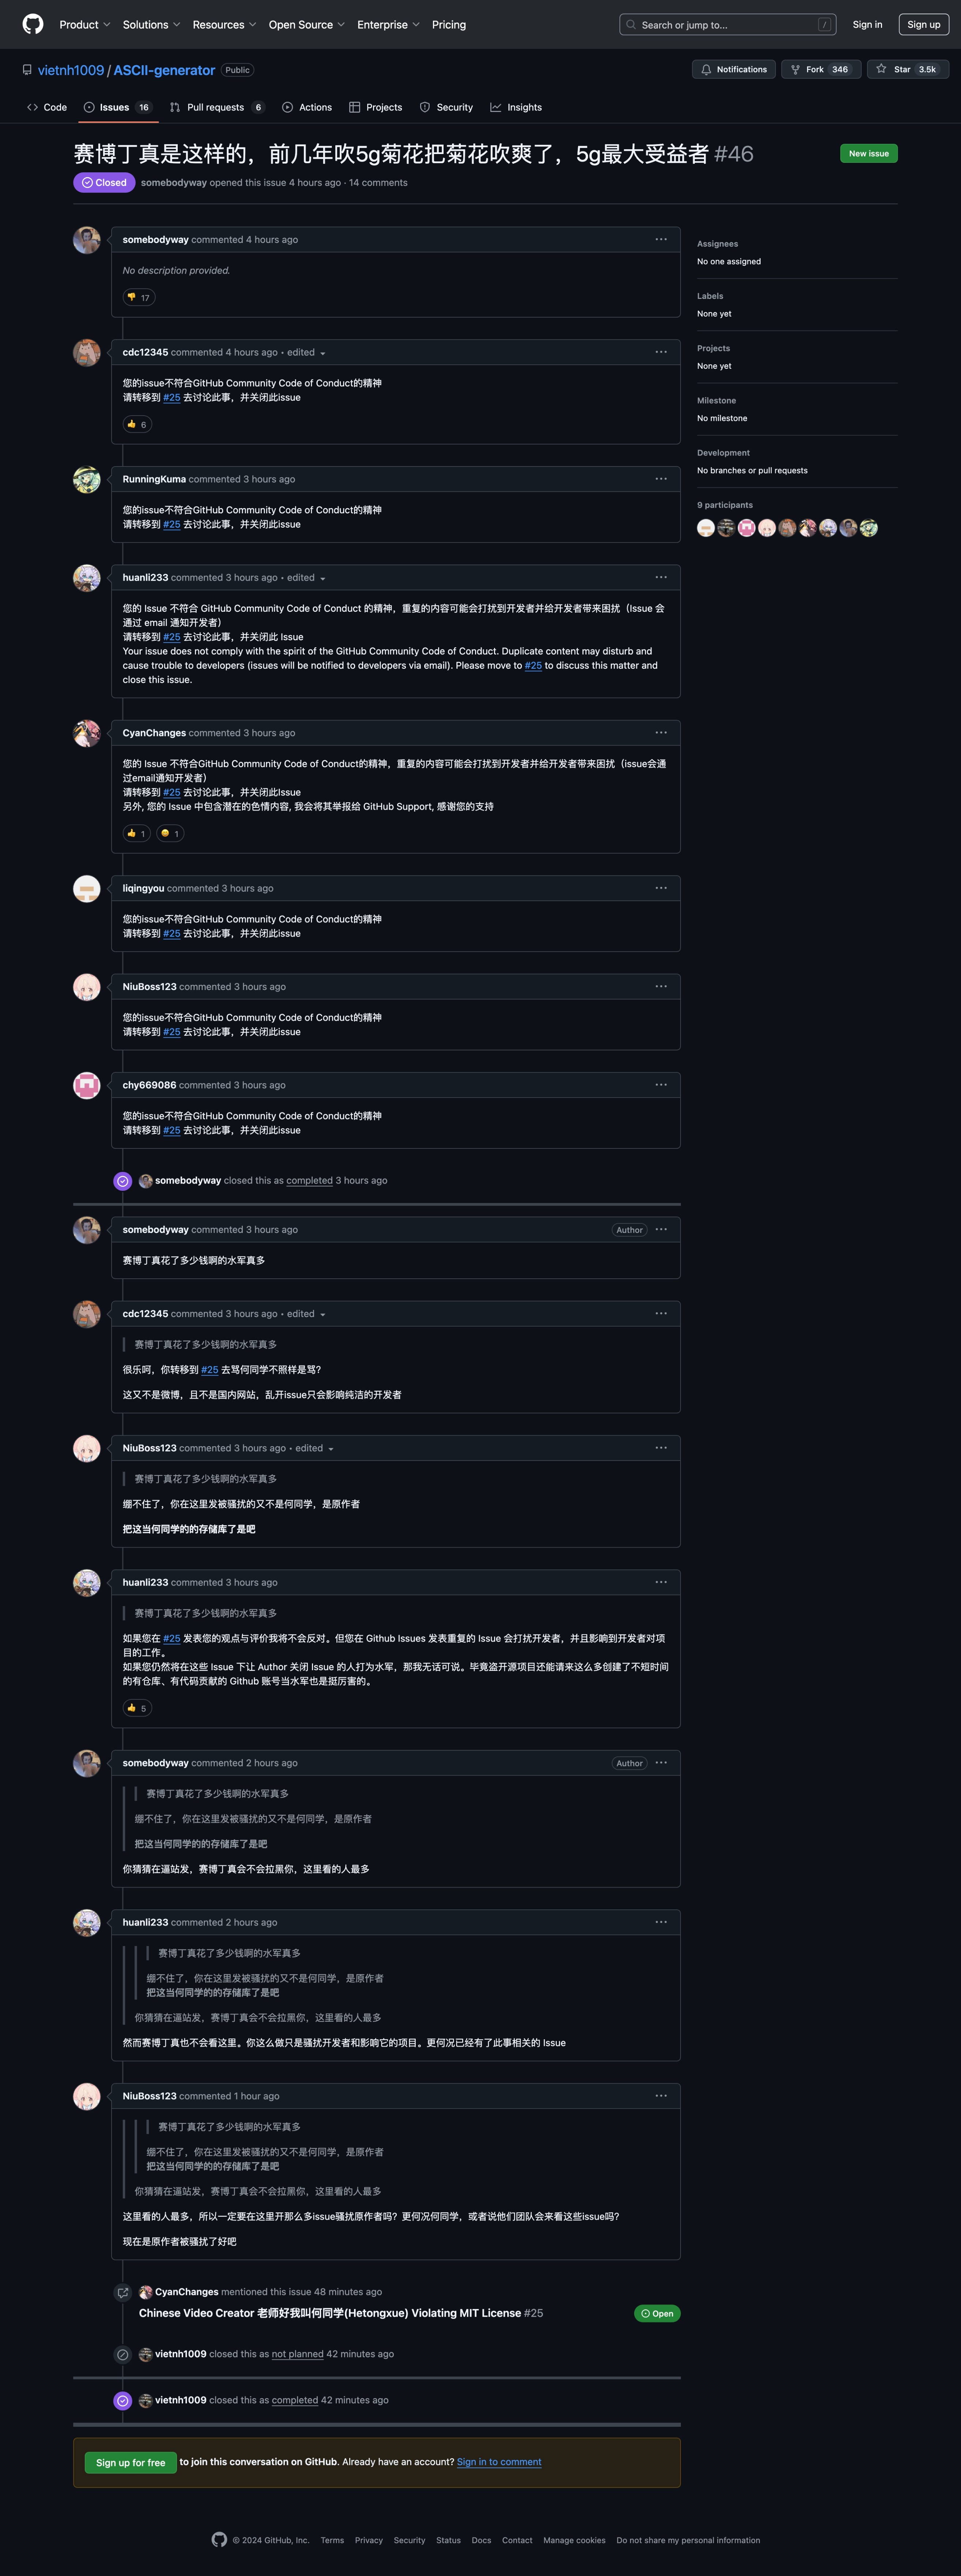 Product Solutions Resources Open Source Enterprise Pricing Search or jump to... / Sign in Sign up
vietnh1009 / ASCII-generator Public Notifications Fork 346 Star 3.5k
Code Issues 16 Pull requests 6 Actions Projects Security Insights
赛博丁真是这样的，前几年吹5g菊花把菊花吹爽了，5g最大受益者 #46
New issue
Closed somebodyway opened this issue 4 hours ago · 14 comments
somebodyway commented 4 hours ago
No description provided.
👎 17
cdc12345 commented 4 hours ago • edited
您的issue不符合GitHub Community Code of Conduct的精神
请转移到 #25 去讨论此事，并关闭此issue
👍 6
RunningKuma commented 3 hours ago
您的issue不符合GitHub Community Code of Conduct的精神
请转移到 #25 去讨论此事，并关闭此issue
huanli233 commented 3 hours ago • edited
您的 Issue 不符合 GitHub Community Code of Conduct 的精神，重复的内容可能会打扰到开发者并给开发者带来困扰（Issue 会
通过 email 通知开发者）
请转移到 #25 去讨论此事，并关闭此 Issue
Your issue does not comply with the spirit of the GitHub Community Code of Conduct. Duplicate content may disturb and
cause trouble to developers (issues will be notified to developers via email). Please move to #25 to discuss this matter and
close this issue.
CyanChanges commented 3 hours ago
您的 Issue 不符合GitHub Community Code of Conduct的精神，重复的内容可能会打扰到开发者并给开发者带来困扰（issue会通
过email通知开发者）
请转移到 #25 去讨论此事，并关闭此Issue
另外, 您的 Issue 中包含潜在的色情内容, 我会将其举报给 GitHub Support, 感谢您的支持
👍 1 😄 1
liqingyou commented 3 hours ago
您的issue不符合GitHub Community Code of Conduct的精神
请转移到 #25 去讨论此事，并关闭此issue
NiuBoss123 commented 3 hours ago
您的issue不符合GitHub Community Code of Conduct的精神
请转移到 #25 去讨论此事，并关闭此issue
chy669086 commented 3 hours ago
您的issue不符合GitHub Community Code of Conduct的精神
请转移到 #25 去讨论此事，并关闭此issue
somebodyway closed this as completed 3 hours ago
somebodyway commented 3 hours ago Author
赛博丁真花了多少钱啊的水军真多
cdc12345 commented 3 hours ago • edited
赛博丁真花了多少钱啊的水军真多
很乐呵，你转移到 #25 去骂何同学不照样是骂？
这又不是微博，且不是国内网站，乱开issue只会影响纯洁的开发者
NiuBoss123 commented 3 hours ago • edited
赛博丁真花了多少钱啊的水军真多
绷不住了，你在这里发被骚扰的又不是何同学，是原作者
把这当何同学的的存储库了是吧
huanli233 commented 3 hours ago
赛博丁真花了多少钱啊的水军真多
如果您在 #25 发表您的观点与评价我将不会反对。但您在 Github Issues 发表重复的 Issue 会打扰开发者，并且影响到开发者对项
目的工作。
如果您仍然将在这些 Issue 下让 Author 关闭 Issue 的人打为水军，那我无话可说。毕竟盗开源项目还能请来这么多创建了不短时间
的有仓库、有代码贡献的 Github 账号当水军也是挺厉害的。
👍 5
somebodyway commented 2 hours ago Author
赛博丁真花了多少钱啊的水军真多
绷不住了，你在这里发被骚扰的又不是何同学，是原作者
把这当何同学的的存储库了是吧
你猜猜在逼站发，赛博丁真会不会拉黑你，这里看的人最多
huanli233 commented 2 hours ago
赛博丁真花了多少钱啊的水军真多
绷不住了，你在这里发被骚扰的又不是何同学，是原作者
把这当何同学的的存储库了是吧
你猜猜在逼站发，赛博丁真会不会拉黑你，这里看的人最多
然而赛博丁真也不会看这里。你这么做只是骚扰开发者和影响它的项目。更何况已经有了此事相关的 Issue
NiuBoss123 commented 1 hour ago
赛博丁真花了多少钱啊的水军真多
绷不住了，你在这里发被骚扰的又不是何同学，是原作者
把这当何同学的的存储库了是吧
你猜猜在逼站发，赛博丁真会不会拉黑你，这里看的人最多
这里看的人最多，所以一定要在这里开那么多issue骚扰原作者吗？更何况何同学，或者说他们团队会来看这些issue吗？
现在是原作者被骚扰了好吧
CyanChanges mentioned this issue 48 minutes ago
Chinese Video Creator 老师好我叫何同学(Hetongxue) Violating MIT License #25 Open
vietnh1009 closed this as not planned 42 minutes ago
vietnh1009 closed this as completed 42 minutes ago
Sign up for free to join this conversation on GitHub. Already have an account? Sign in to comment
Assignees
No one assigned
Labels
None yet
Projects
None yet
Milestone
No milestone
Development
No branches or pull requests
9 participants
© 2024 GitHub, Inc. Terms Privacy Security Status Docs Contact Manage cookies Do not share my personal information